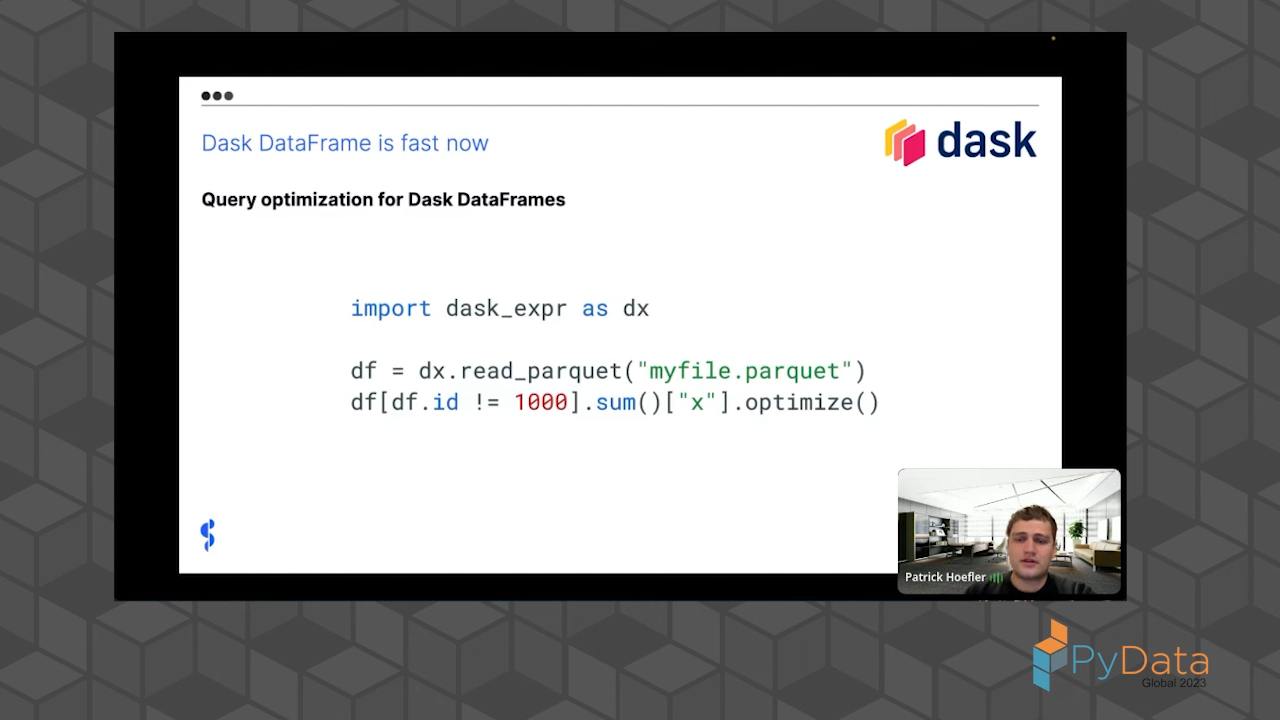 Dask DataFrame is fast now
dask
Query optimization for Dask DataFrames
import dask_expr as dx
df = dx.read_parquet("myfile.parquet")
df[df.id != 1000].sum()["x"].optimize()
Patrick Hoefler
PyData
Global 2023